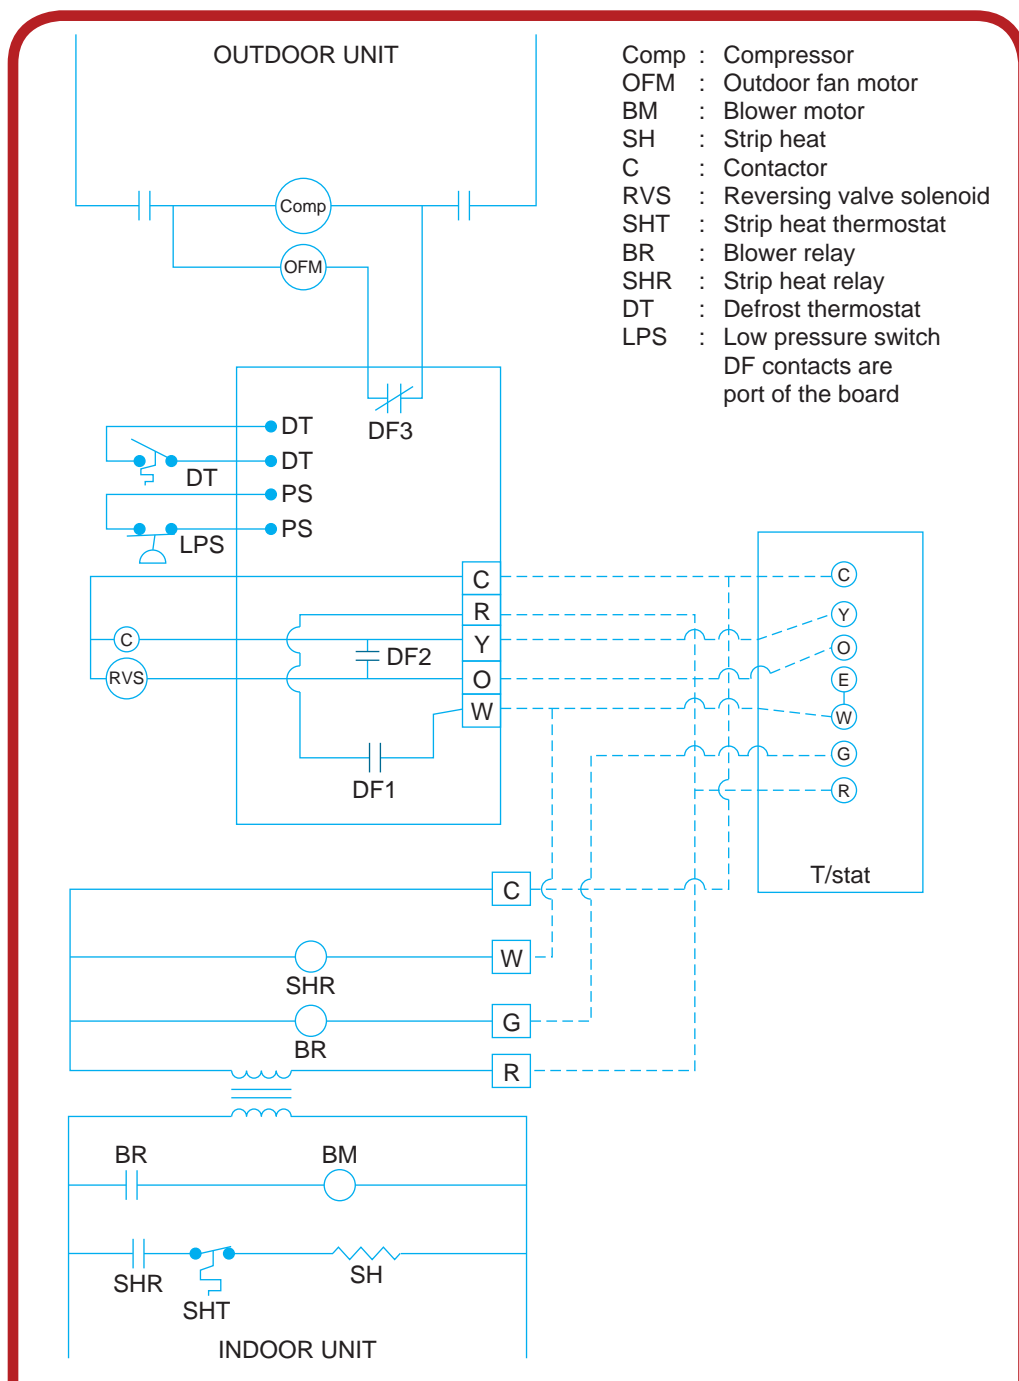 OUTDOOR UNIT
Comp : Compressor
OFM : Outdoor fan motor
BM : Blower motor
SH : Strip heat
C : Contactor
RVS : Reversing valve solenoid
SHT : Strip heat thermostat
BR : Blower relay
SHR : Strip heat relay
DT : Defrost thermostat
LPS : Low pressure switch
DF contacts are
part of the board
Comp
OFM
DF3
DT
DT
DT
PS
PS
LPS
C
R
Y
O
W
C
RVS
DF2
DF1
C
Y
O
E
W
G
R
T/stat
C
W
SHR
G
BR
R
BR
BM
SHR
SHT
SH
INDOOR UNIT